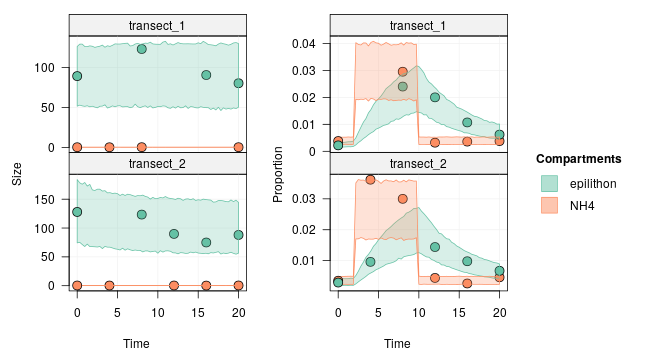 transect_1
transect_1
Size
100
50
0
Proportion
0.04
0.03
0.02
0.01
0
Compartments
epilithon
NH4
transect_2
transect_2
150
100
50
0
0.03
0.02
0.01
0 5 10 15 20
0 5 10 15 20
Time
Time